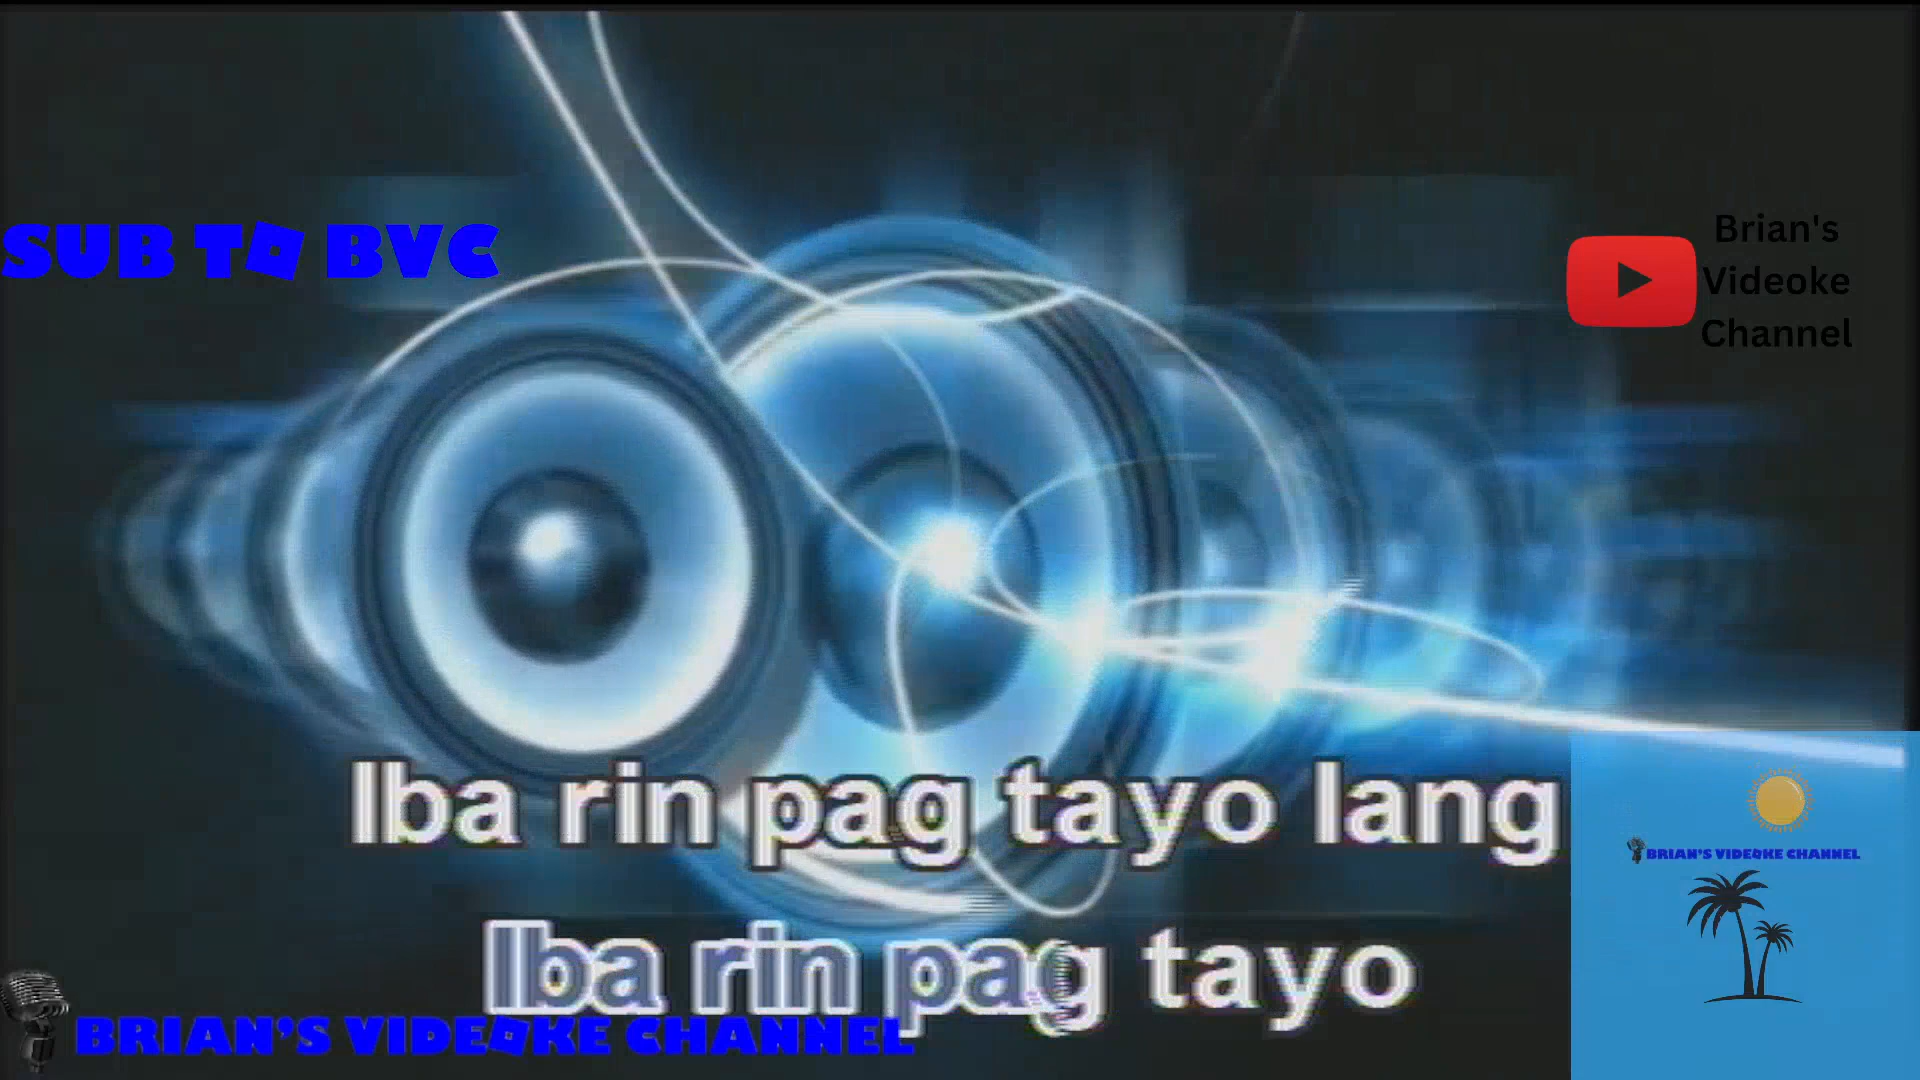 SUB TO BVC
Brian's
Videoke
Channel
Iba rin pag tayo lang
BRIAN'S VIDEOKE CHANNEL
Iba rin pag tayo
BRIAN'S VIDEOKE CHANNEL